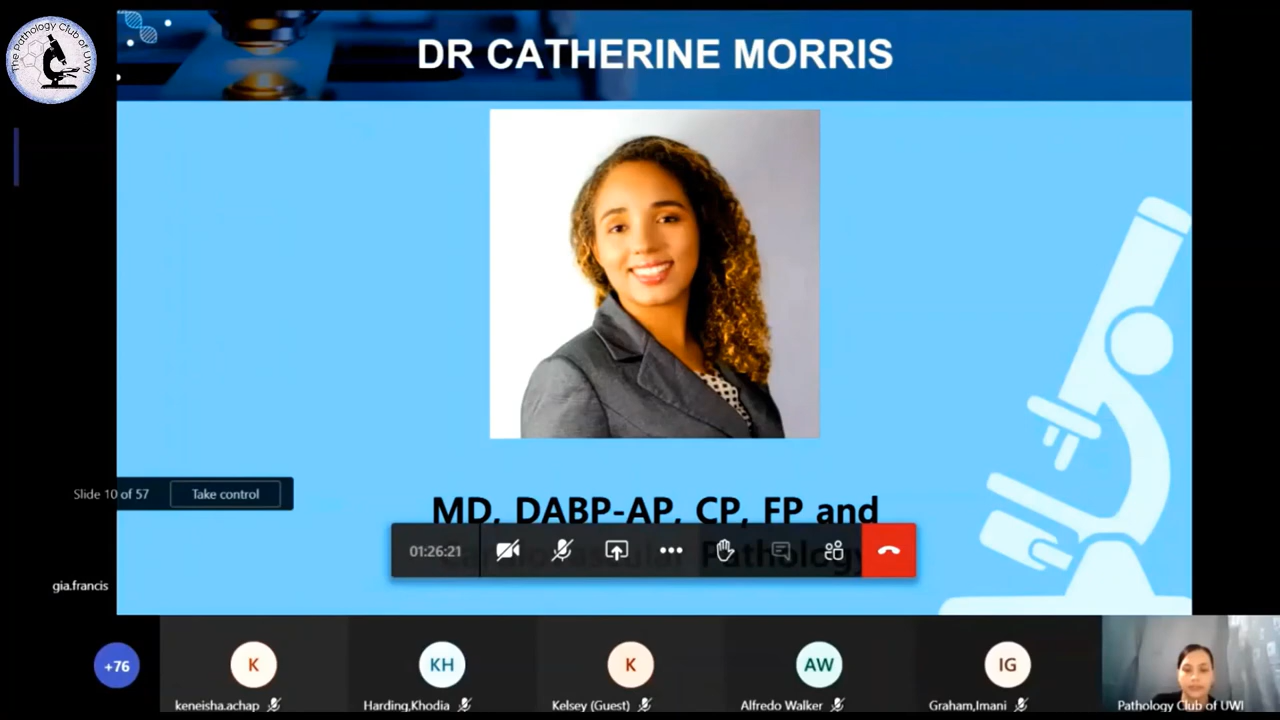 The Pathology Club of UWI
DR CATHERINE MORRIS
MD, DABP-AP, CP, FP and
Cardiovascular Pathology
Slide 10 of 57
Take control
01:26:21
gia.francis
+76
K
KH
K
AW
IG
keneisha.achap
Harding,Khodia
Kelsey (Guest)
Alfredo Walker
Graham,Imani
Pathology Club of UWI